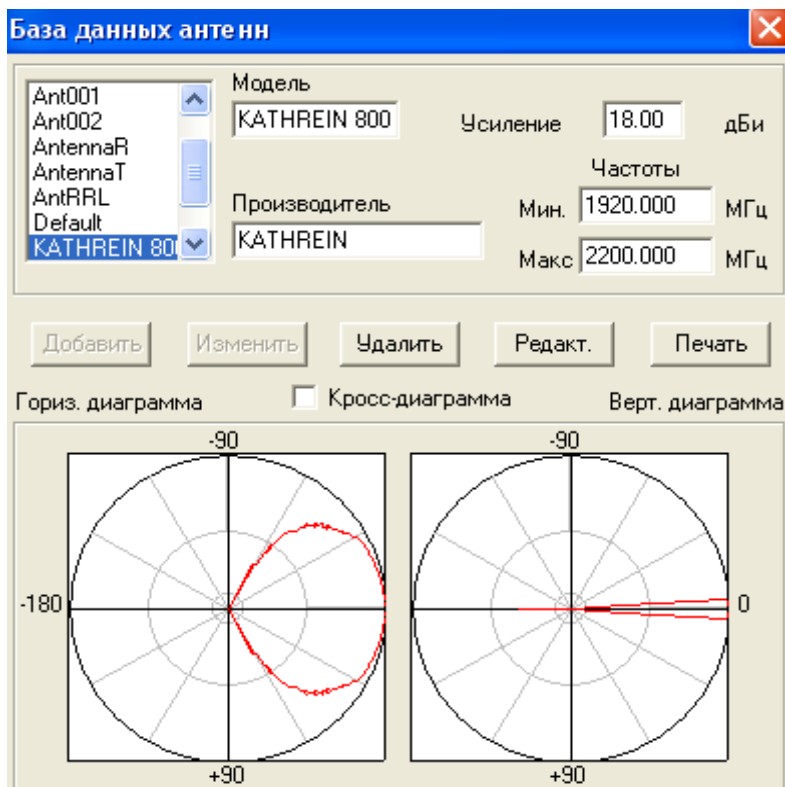 База данных антенн
Ant001
Ant002
AntennaR
AntennaT
AntRRL
Default
KATHREIN 800
Модель
KATHREIN 800
Усиление 18.00 дБи
Частоты
Производитель
KATHREIN
Мин. 1920.000 МГц
Макс 2200.000 МГц
Добавить Изменить Удалить Редакт. Печать
Гориз. диаграмма Кросс-диаграмма Верт. диаграмма
-90 -90
-180 0
+90 +90